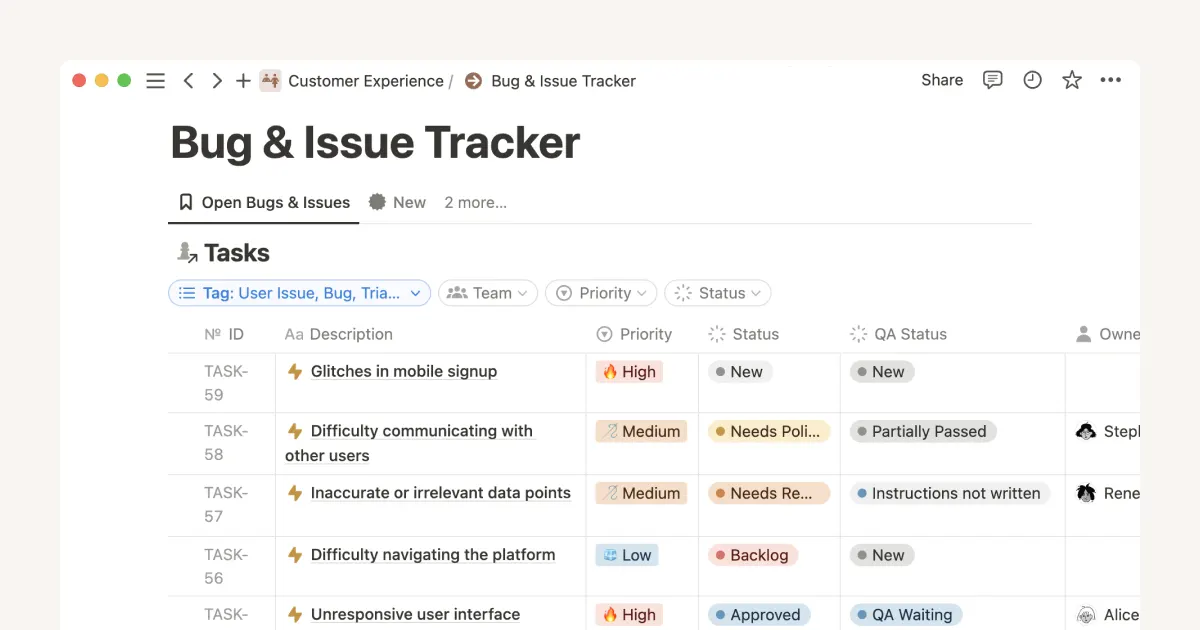 Customer Experience / Bug & Issue Tracker Share
Bug & Issue Tracker
Open Bugs & Issues New 2 more...
Tasks
Tag: User Issue, Bug, Tria... Team Priority Status
Nº ID Aa Description Priority Status QA Status Owne
TASK-59 Glitches in mobile signup High New New
TASK-58 Difficulty communicating with other users Medium Needs Poli... Partially Passed Step
TASK-57 Inaccurate or irrelevant data points Medium Needs Re... Instructions not written Rene
TASK-56 Difficulty navigating the platform Low Backlog New
TASK- Unresponsive user interface High Approved QA Waiting Alice